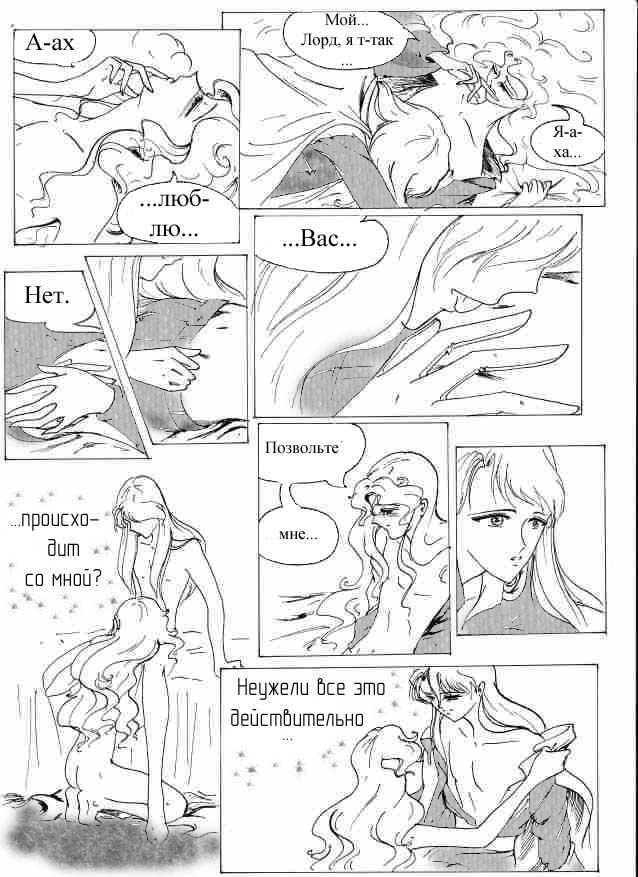 А-ах
...люб-
лю...
Мой...
Лорд, я т-так
...
Я-а-
ха...
...Вас...
Нет.
Позвольте
мне...
Неужели все это
действительно
...
...происхо-
дит
со мной?